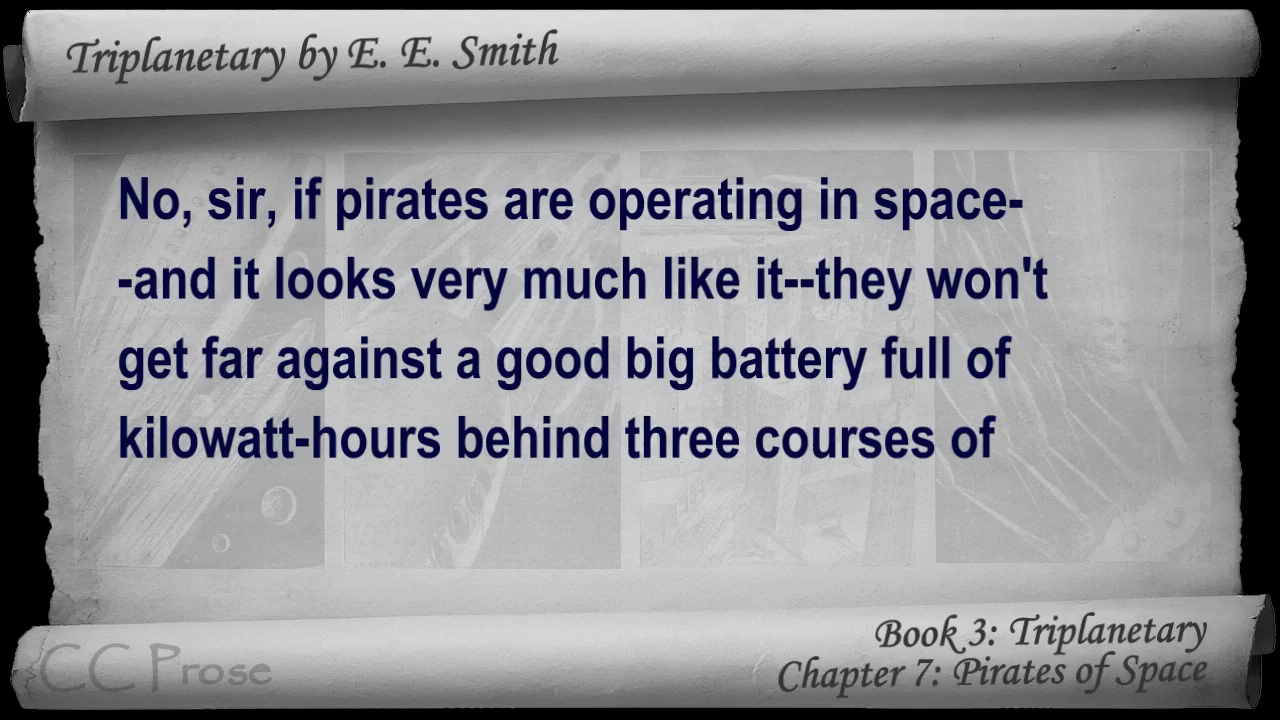 Triplanetary by E. E. Smith
No, sir, if pirates are operating in space-
-and it looks very much like it--they won't
get far against a good big battery full of
kilowatt-hours behind three courses of
Book 3: Triplanetary
Chapter 7: Pirates of Space
CC Prose